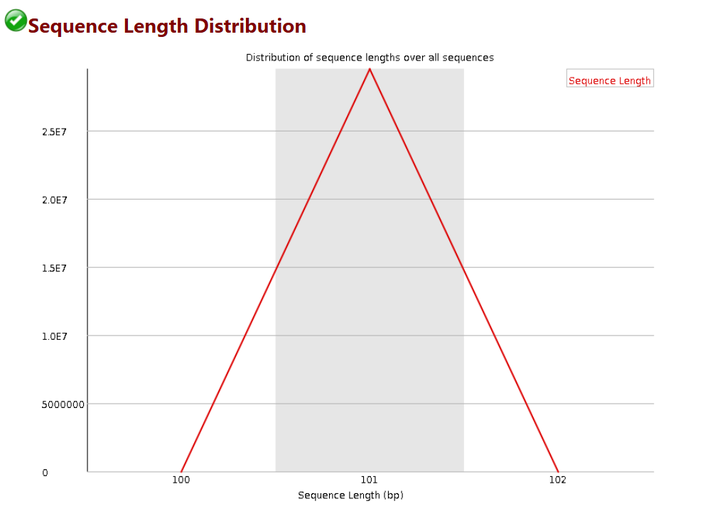 Sequence Length Distribution
Distribution of sequence lengths over all sequences
Sequence Length
2.5E7
2.0E7
1.5E7
1.0E7
5000000
0
100 101 102
Sequence Length (bp)